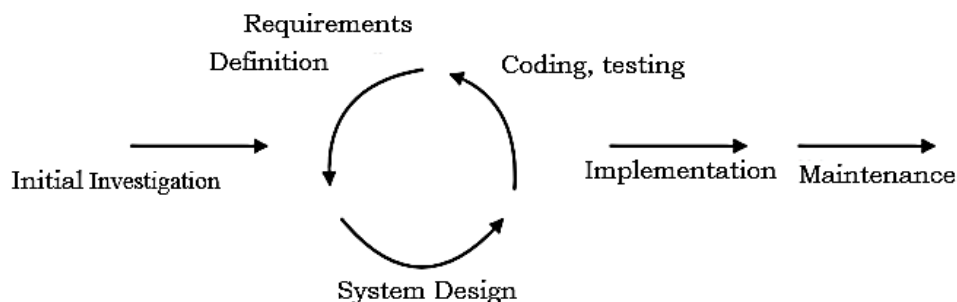 Requirements
Definition
Coding, testing
Initial Investigation
Implementation
Maintenance
System Design